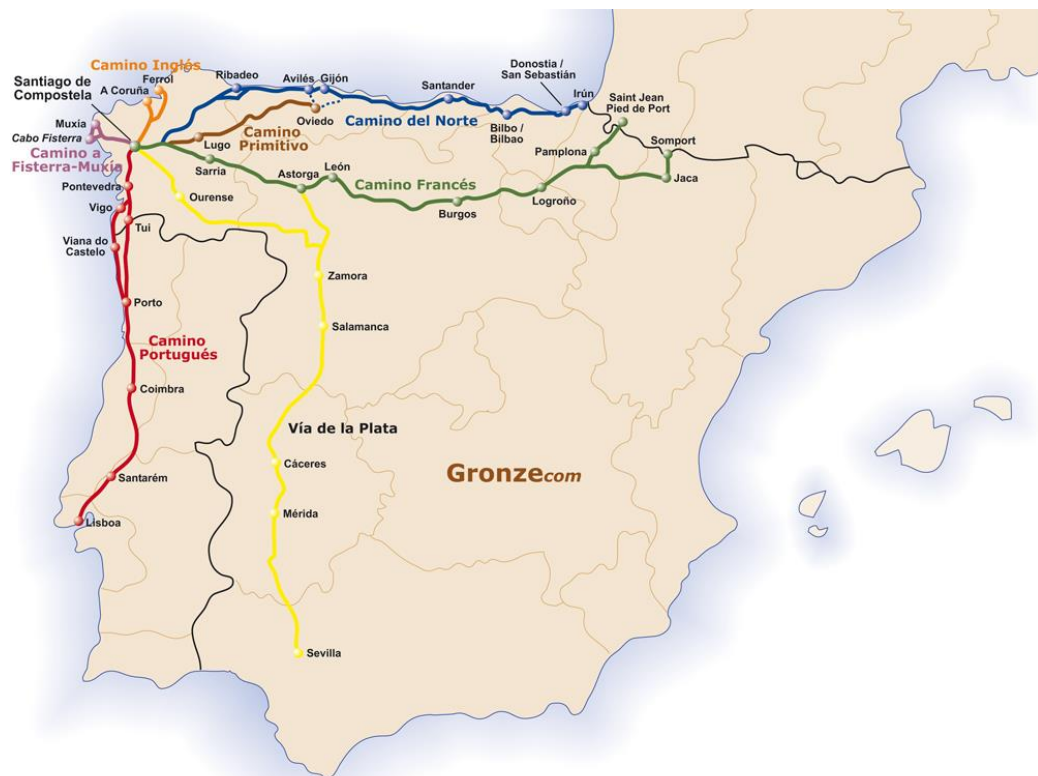 Camino Inglés
Ferrol
Santiago de
Compostela
A Coruña
Ribadeo
Avilés
Gijón
Santander
Donostia /
San Sebastián
Irún
Saint Jean
Pied de Port
Muxía
Cabo Fisterra
Camino a
Fisterra-Muxía
Lugo
Oviedo
Camino
Primitivo
Camino del Norte
Bilbo /
Bilbao
Pamplona
Somport
Sarria
Astorga
León
Camino Francés
Burgos
Logroño
Jaca
Pontevedra
Ourense
Vigo
Tui
Viana do
Castelo
Zamora
Porto
Salamanca
Camino
Portugués
Coimbra
Vía de la Plata
Cáceres
Gronze.com
Santarém
Mérida
Lisboa
Sevilla